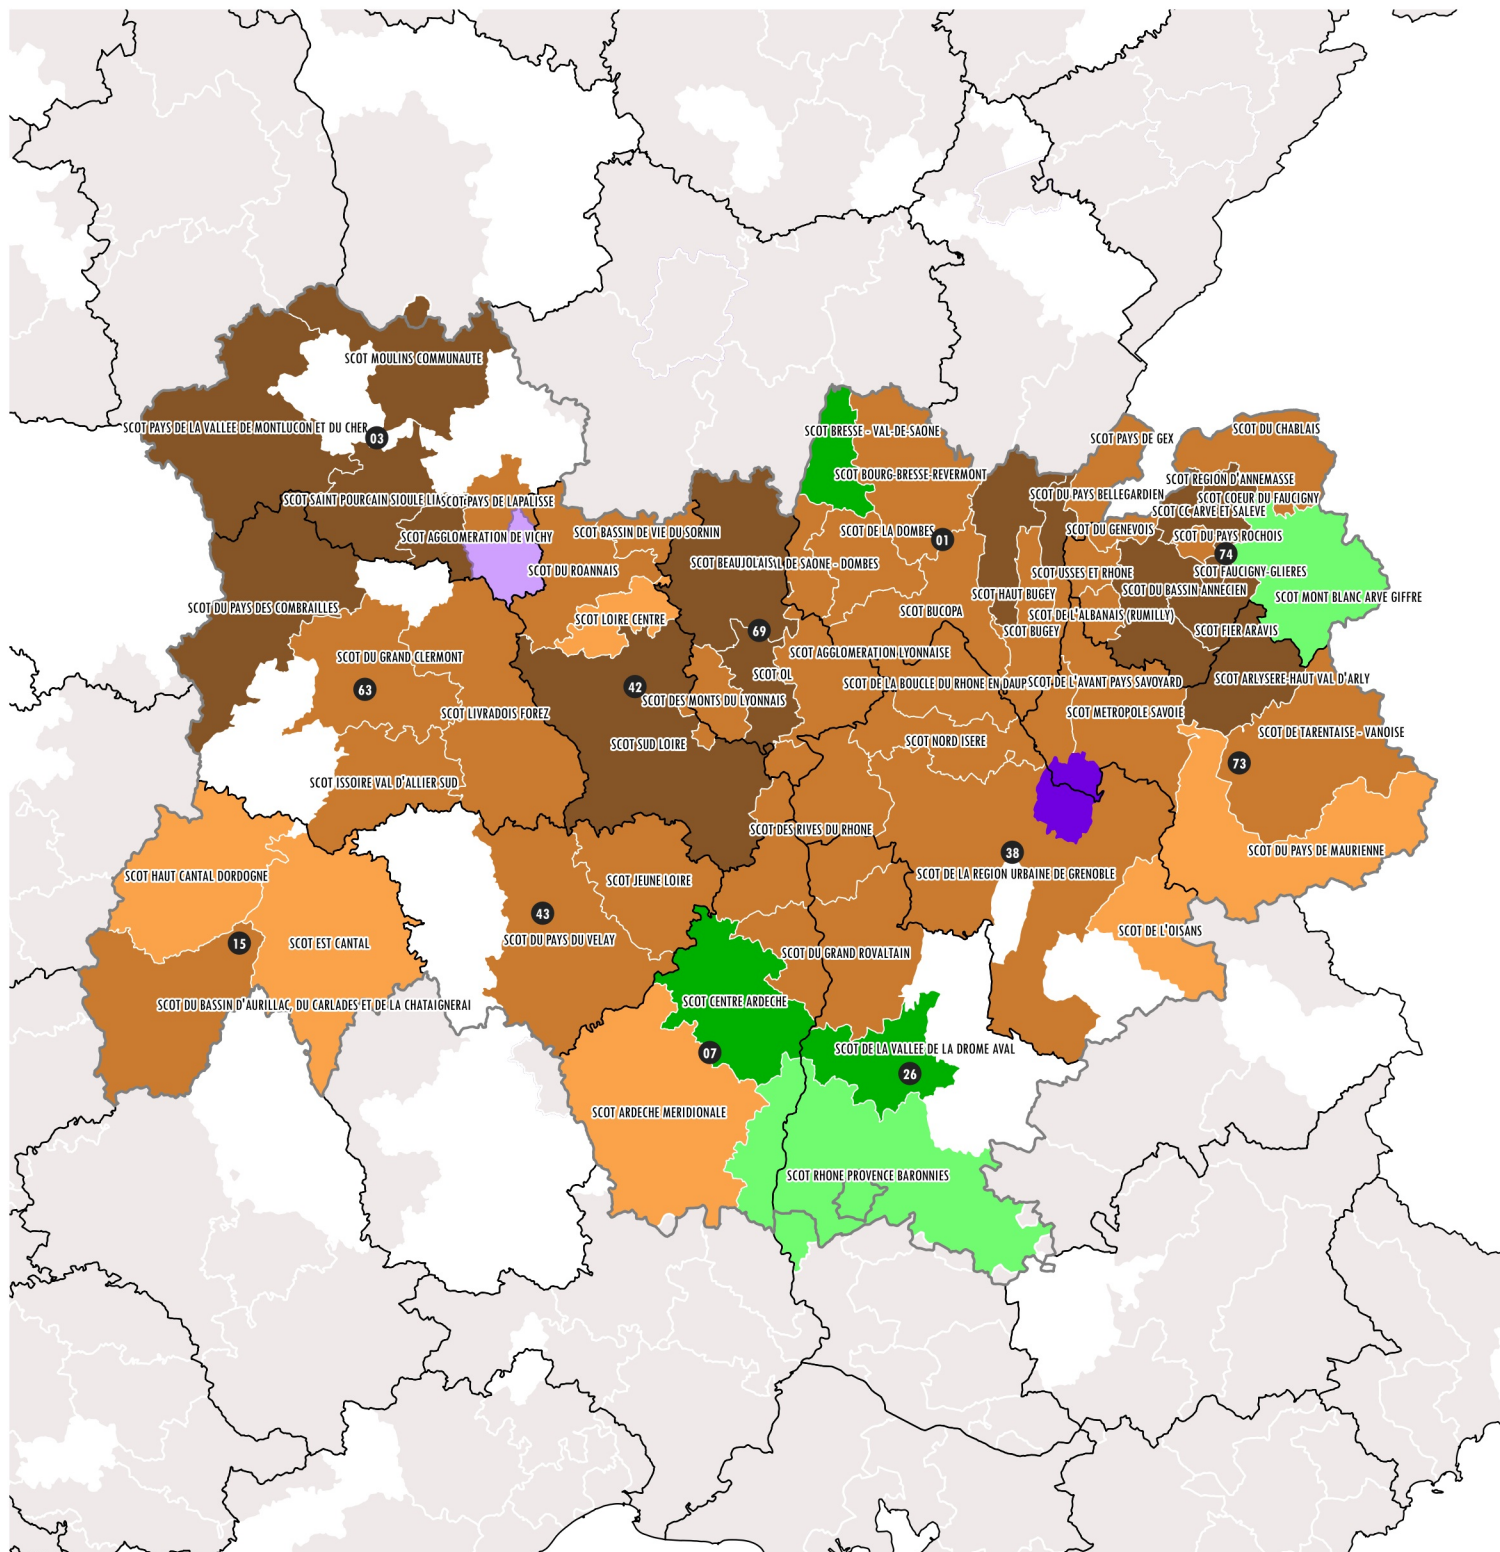 SCOT MOULINS COMMUNAUTE
SCOT PAYS DE LA VALLEE DE MONTLUCON ET DU CHER
03
SCOT BRESSE - VAL-DE-SAONE
SCOT PAYS DE GEX
SCOT DU CHABLAIS
SCOT BOURG-BRESSE-REVERMONT
SCOT REGION D'ANNEMASSE
SCOT SAINT POURCAIN SIOULE LIM
SCOT PAYS DE LAPALISSE
SCOT DU PAYS BELLEGARDIEN
SCOT COEUR DU FAUCIGNY
SCOT CC ARVE ET SALEVE
SCOT AGGLOMERATION DE VICHY
SCOT BASSIN DE VIE DU SORNIN
SCOT DE LA DOMBES
01
SCOT DU GENEVOIS
SCOT DU PAYS ROCHOIS
74
SCOT DU ROANNAIS
SCOT BEAUJOLAIS
L DE SAONE - DOMBES
SCOT USSES ET RHONE
SCOT FAUCIGNY-GLIERES
SCOT DU PAYS DES COMBRAILLES
SCOT HAUT BUGEY
SCOT DU BASSIN ANNECIEN
SCOT MONT BLANC ARVE GIFFRE
SCOT LOIRE CENTRE
SCOT BUCOPA
SCOT DE L'ALBANAIS (RUMILLY)
69
SCOT BUGEY
SCOT FIER ARAVIS
SCOT DU GRAND CLERMONT
SCOT AGGLOMERATION LYONNAISE
SCOT OL
63
42
SCOT DES MONTS DU LYONNAIS
SCOT DE LA BOUCLE DU RHONE EN DAUP
SCOT DE L'AVANT PAYS SAVOYARD
SCOT ARLYSERE-HAUT VAL D'ARLY
SCOT LIVRADOIS FOREZ
SCOT METROPOLE SAVOIE
SCOT SUD LOIRE
SCOT NORD ISERE
SCOT DE TARENTAISE - VANOISE
73
SCOT ISSOIRE VAL D'ALLIER SUD
SCOT DES RIVES DU RHONE
38
SCOT DU PAYS DE MAURIENNE
SCOT HAUT CANTAL DORDOGNE
SCOT JEUNE LOIRE
SCOT DE LA REGION URBAINE DE GRENOBLE
43
15
SCOT EST CANTAL
SCOT DU PAYS DU VELAY
SCOT DE L'OISANS
SCOT DU GRAND ROVALTAIN
SCOT DU BASSIN D'AURILLAC, DU CARLADES ET DE LA CHATAIGNERAI
SCOT CENTRE ARDECHE
07
SCOT DE LA VALLEE DE LA DROME AVAL
26
SCOT ARDECHE MERIDIONALE
SCOT RHONE PROVENCE BARONNIES